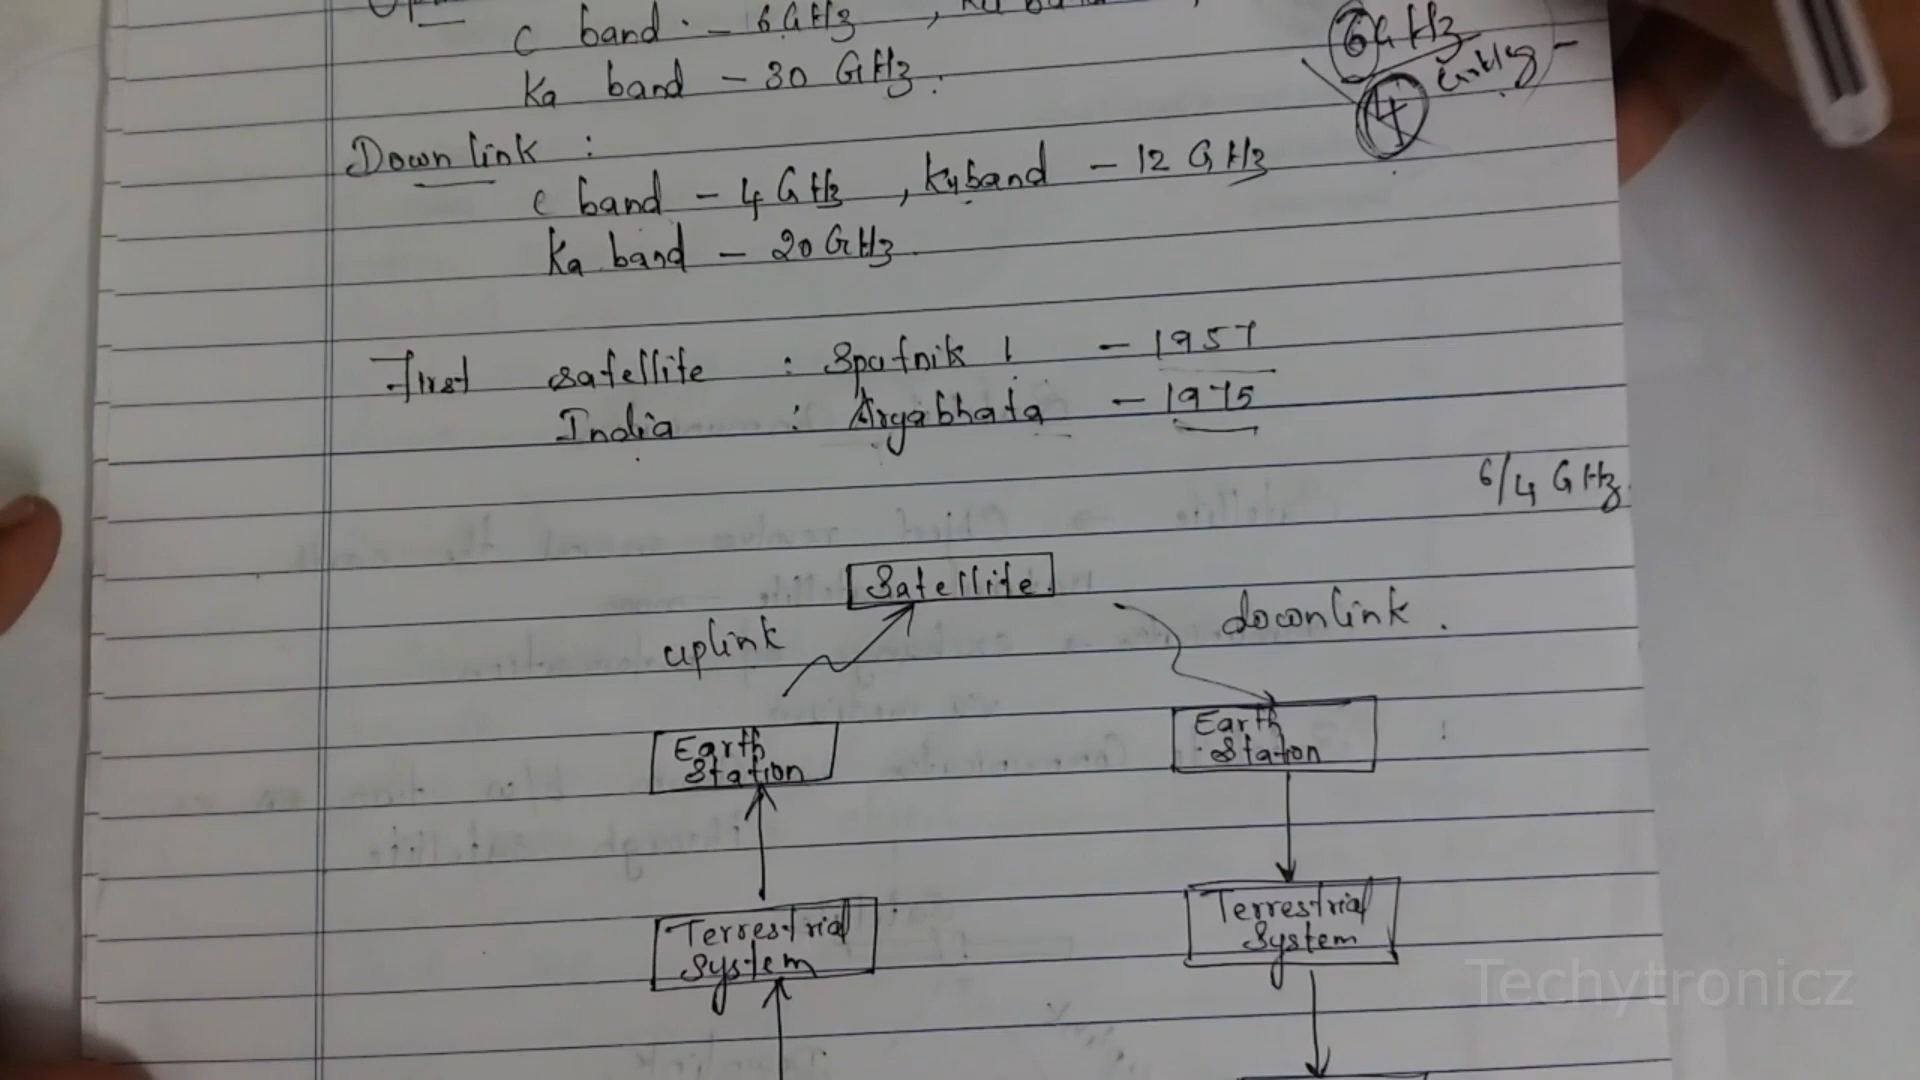 C band - 6 GHz ,
Ka band - 30 GHz.
6 GHz
4
Down link :
C band - 4 GHz , Ku band - 12 GHz
Ka band - 20 GHz.
First satellite : Sputnik 1 - 1957
India : Aryabhata - 1975
6/4 GHz.
Satellite.
uplink
downlink .
Earth
Station
Earth
Station
Terrestrial
System
Terrestrial
System
Techytronicz